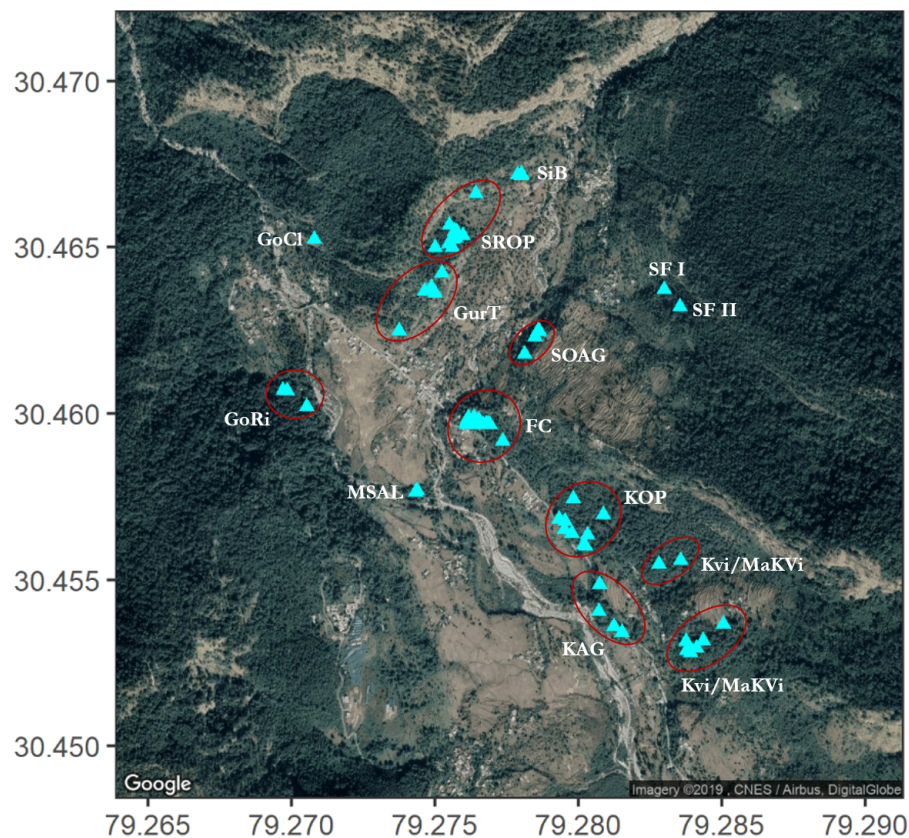 30.470
SiB
GoCl
30.465
SROP
SF I
SF II
GurT
SOAG
30.460
GoRi
FC
MSAL
KOP
30.455
Kvi/MaKVi
KAG
Kvi/MaKVi
30.450
Google
Imagery ©2019 , CNES / Airbus, DigitalGlobe
79.265 79.270 79.275 79.280 79.285 79.290